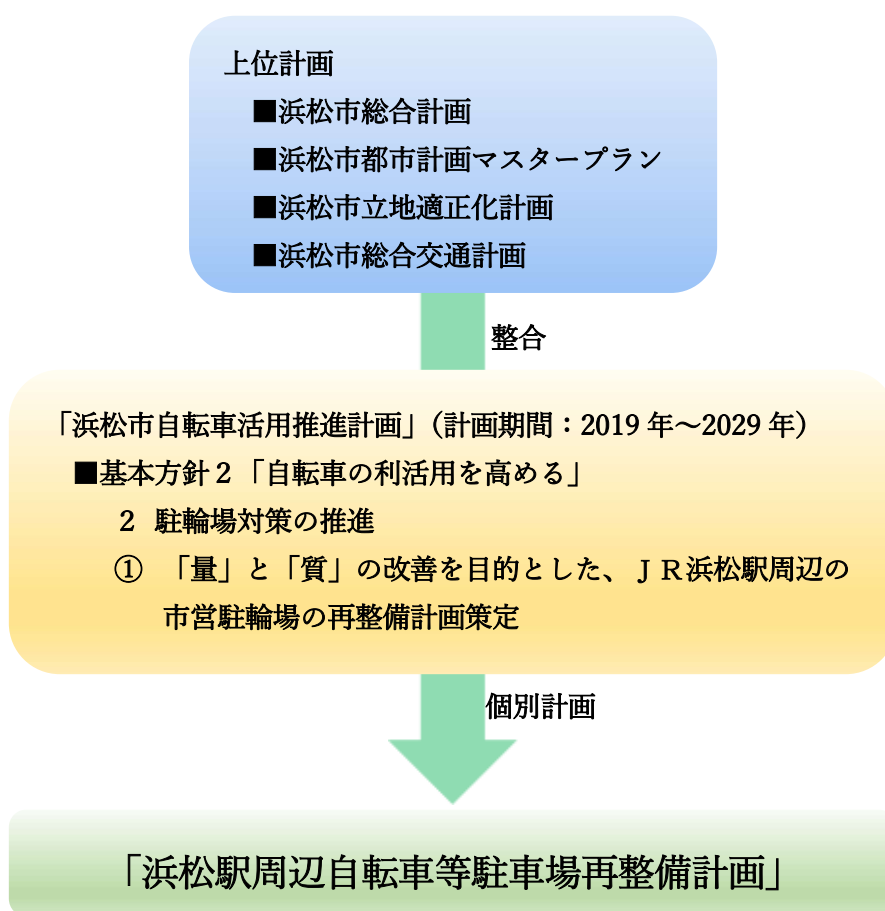 上位計画
■浜松市総合計画
■浜松市都市計画マスタープラン
■浜松市立地適正化計画
■浜松市総合交通計画
整合
「浜松市自転車活用推進計画」（計画期間：2019 年～2029 年）
■基本方針２「自転車の利活用を高める」
２ 駐輪場対策の推進
① 「量」と「質」の改善を目的とした、ＪＲ浜松駅周辺の
市営駐輪場の再整備計画策定
個別計画
「浜松駅周辺自転車等駐車場再整備計画」